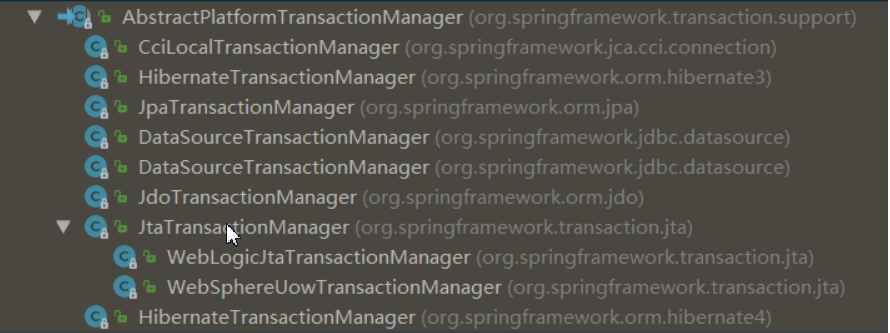 AbstractPlatformTransactionManager (org.springframework.transaction.support)
CciLocalTransactionManager (org.springframework.jca.cci.connection)
HibernateTransactionManager (org.springframework.orm.hibernate3)
JpaTransactionManager (org.springframework.orm.jpa)
DataSourceTransactionManager (org.springframework.jdbc.datasource)
DataSourceTransactionManager (org.springframework.jdbc.datasource)
JdoTransactionManager (org.springframework.orm.jdo)
JtaTransactionManager (org.springframework.transaction.jta)
WebLogicJtaTransactionManager (org.springframework.transaction.jta)
WebSphereUowTransactionManager (org.springframework.transaction.jta)
HibernateTransactionManager (org.springframework.orm.hibernate4)